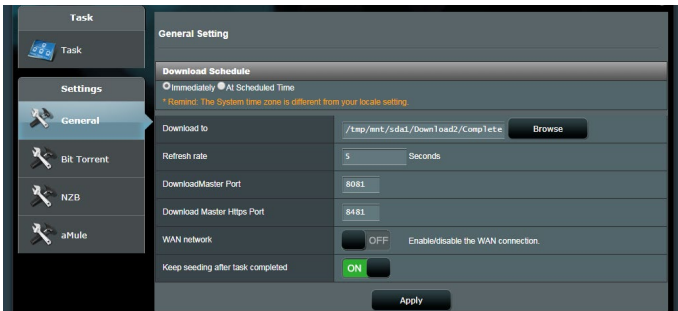 Task
Task
Settings
General
Bit Torrent
NZB
aMule
General Setting
Download Schedule
Immediately At Scheduled Time
* Remind: The System time zone is different from your locale setting.
Download to /tmp/mnt/sda1/Download2/Complete Browse
Refresh rate 5 Seconds
DownloadMaster Port 8081
Download Master Https Port 8481
WAN network OFF Enable/disable the WAN connection.
Keep seeding after task completed ON
Apply